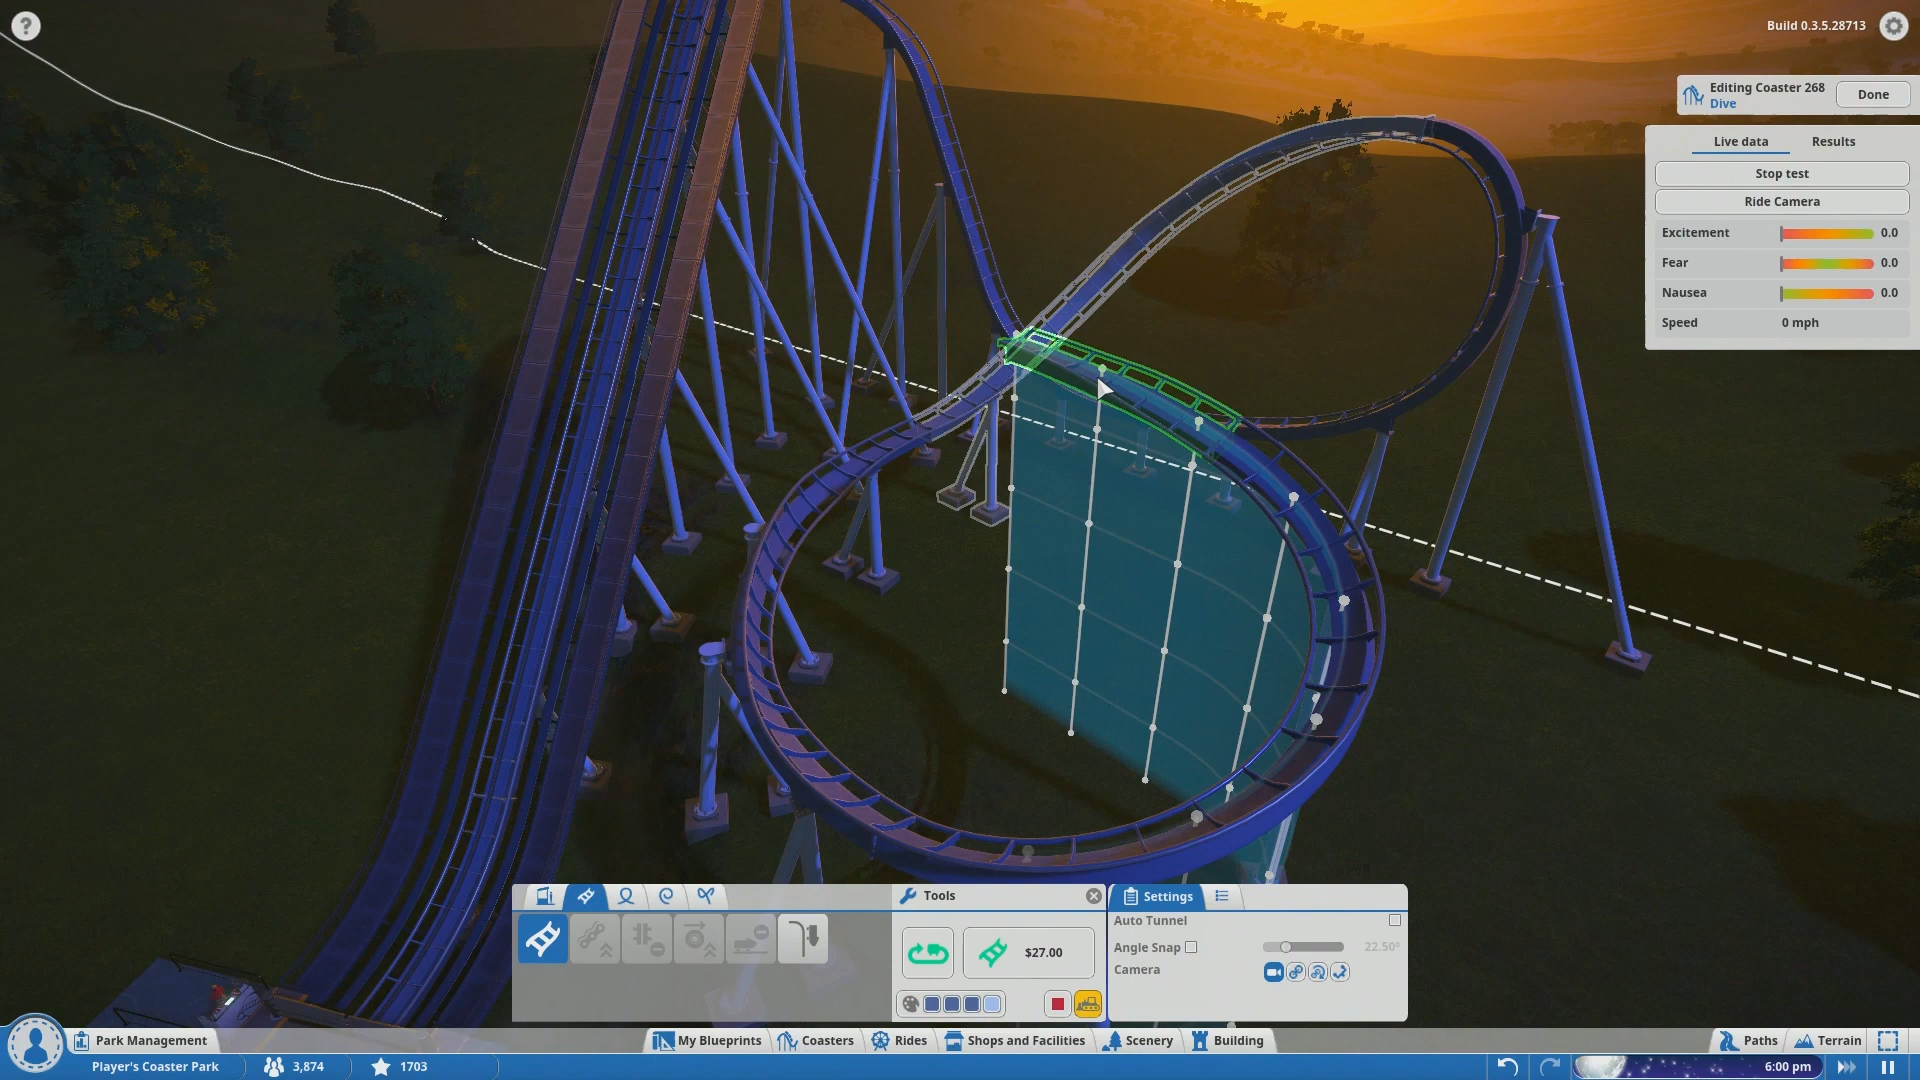 ?
Build 0.3.5.28713
Editing Coaster 268
Dive
Done
Live data
Results
Stop test
Ride Camera
Excitement 0.0
Fear 0.0
Nausea 0.0
Speed 0 mph
Tools
Settings
Auto Tunnel
$27.00
Angle Snap
22.50°
Camera
Park Management
My Blueprints
Coasters
Rides
Shops and Facilities
Scenery
Building
Paths
Terrain
Player's Coaster Park
3,874
1703
6:00 pm